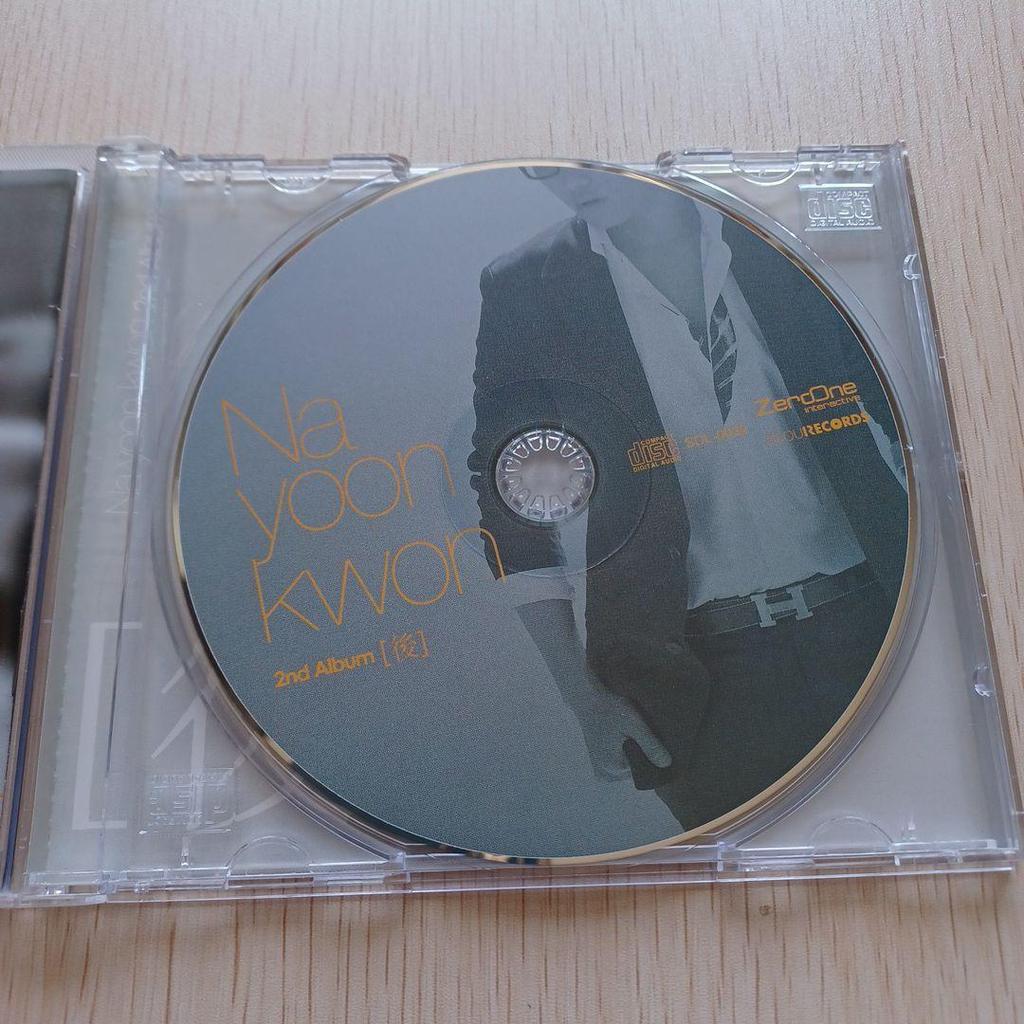 Na
yoon
kwon
2nd Album [後]
COMPACT
disc
DIGITAL AUDIO
ZerOOne
interactive
RECORDS
COMPACT
disc
DIGITAL AUDIO